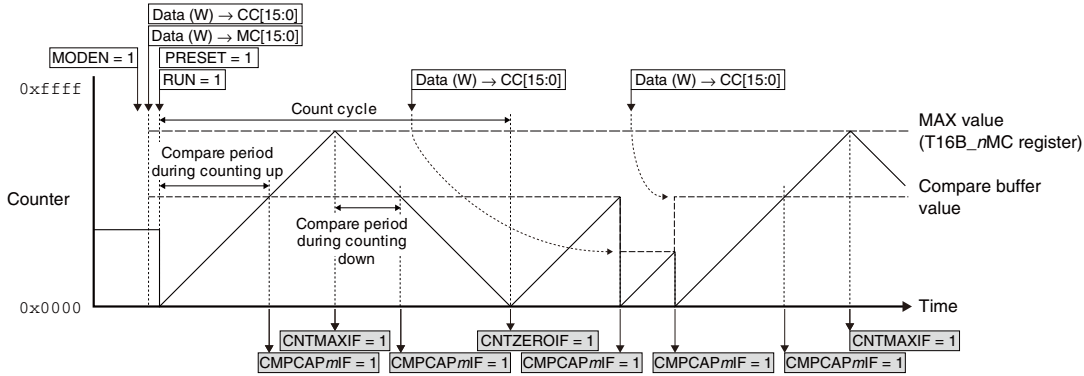 Data (W) → CC[15:0]
Data (W) → MC[15:0]
MODEN = 1
PRESET = 1
RUN = 1
Data (W) → CC[15:0]
Data (W) → CC[15:0]
0xffff
Count cycle
MAX value
(T16B_nMC register)
Compare period
during counting up
Compare buffer
value
Counter
Compare period
during counting
down
0x0000
Time
CNTMAXIF = 1
CNTZEROIF = 1
CNTMAXIF = 1
CMPCAPmIF = 1
CMPCAPmIF = 1
CMPCAPmIF = 1
CMPCAPmIF = 1
CMPCAPmIF = 1